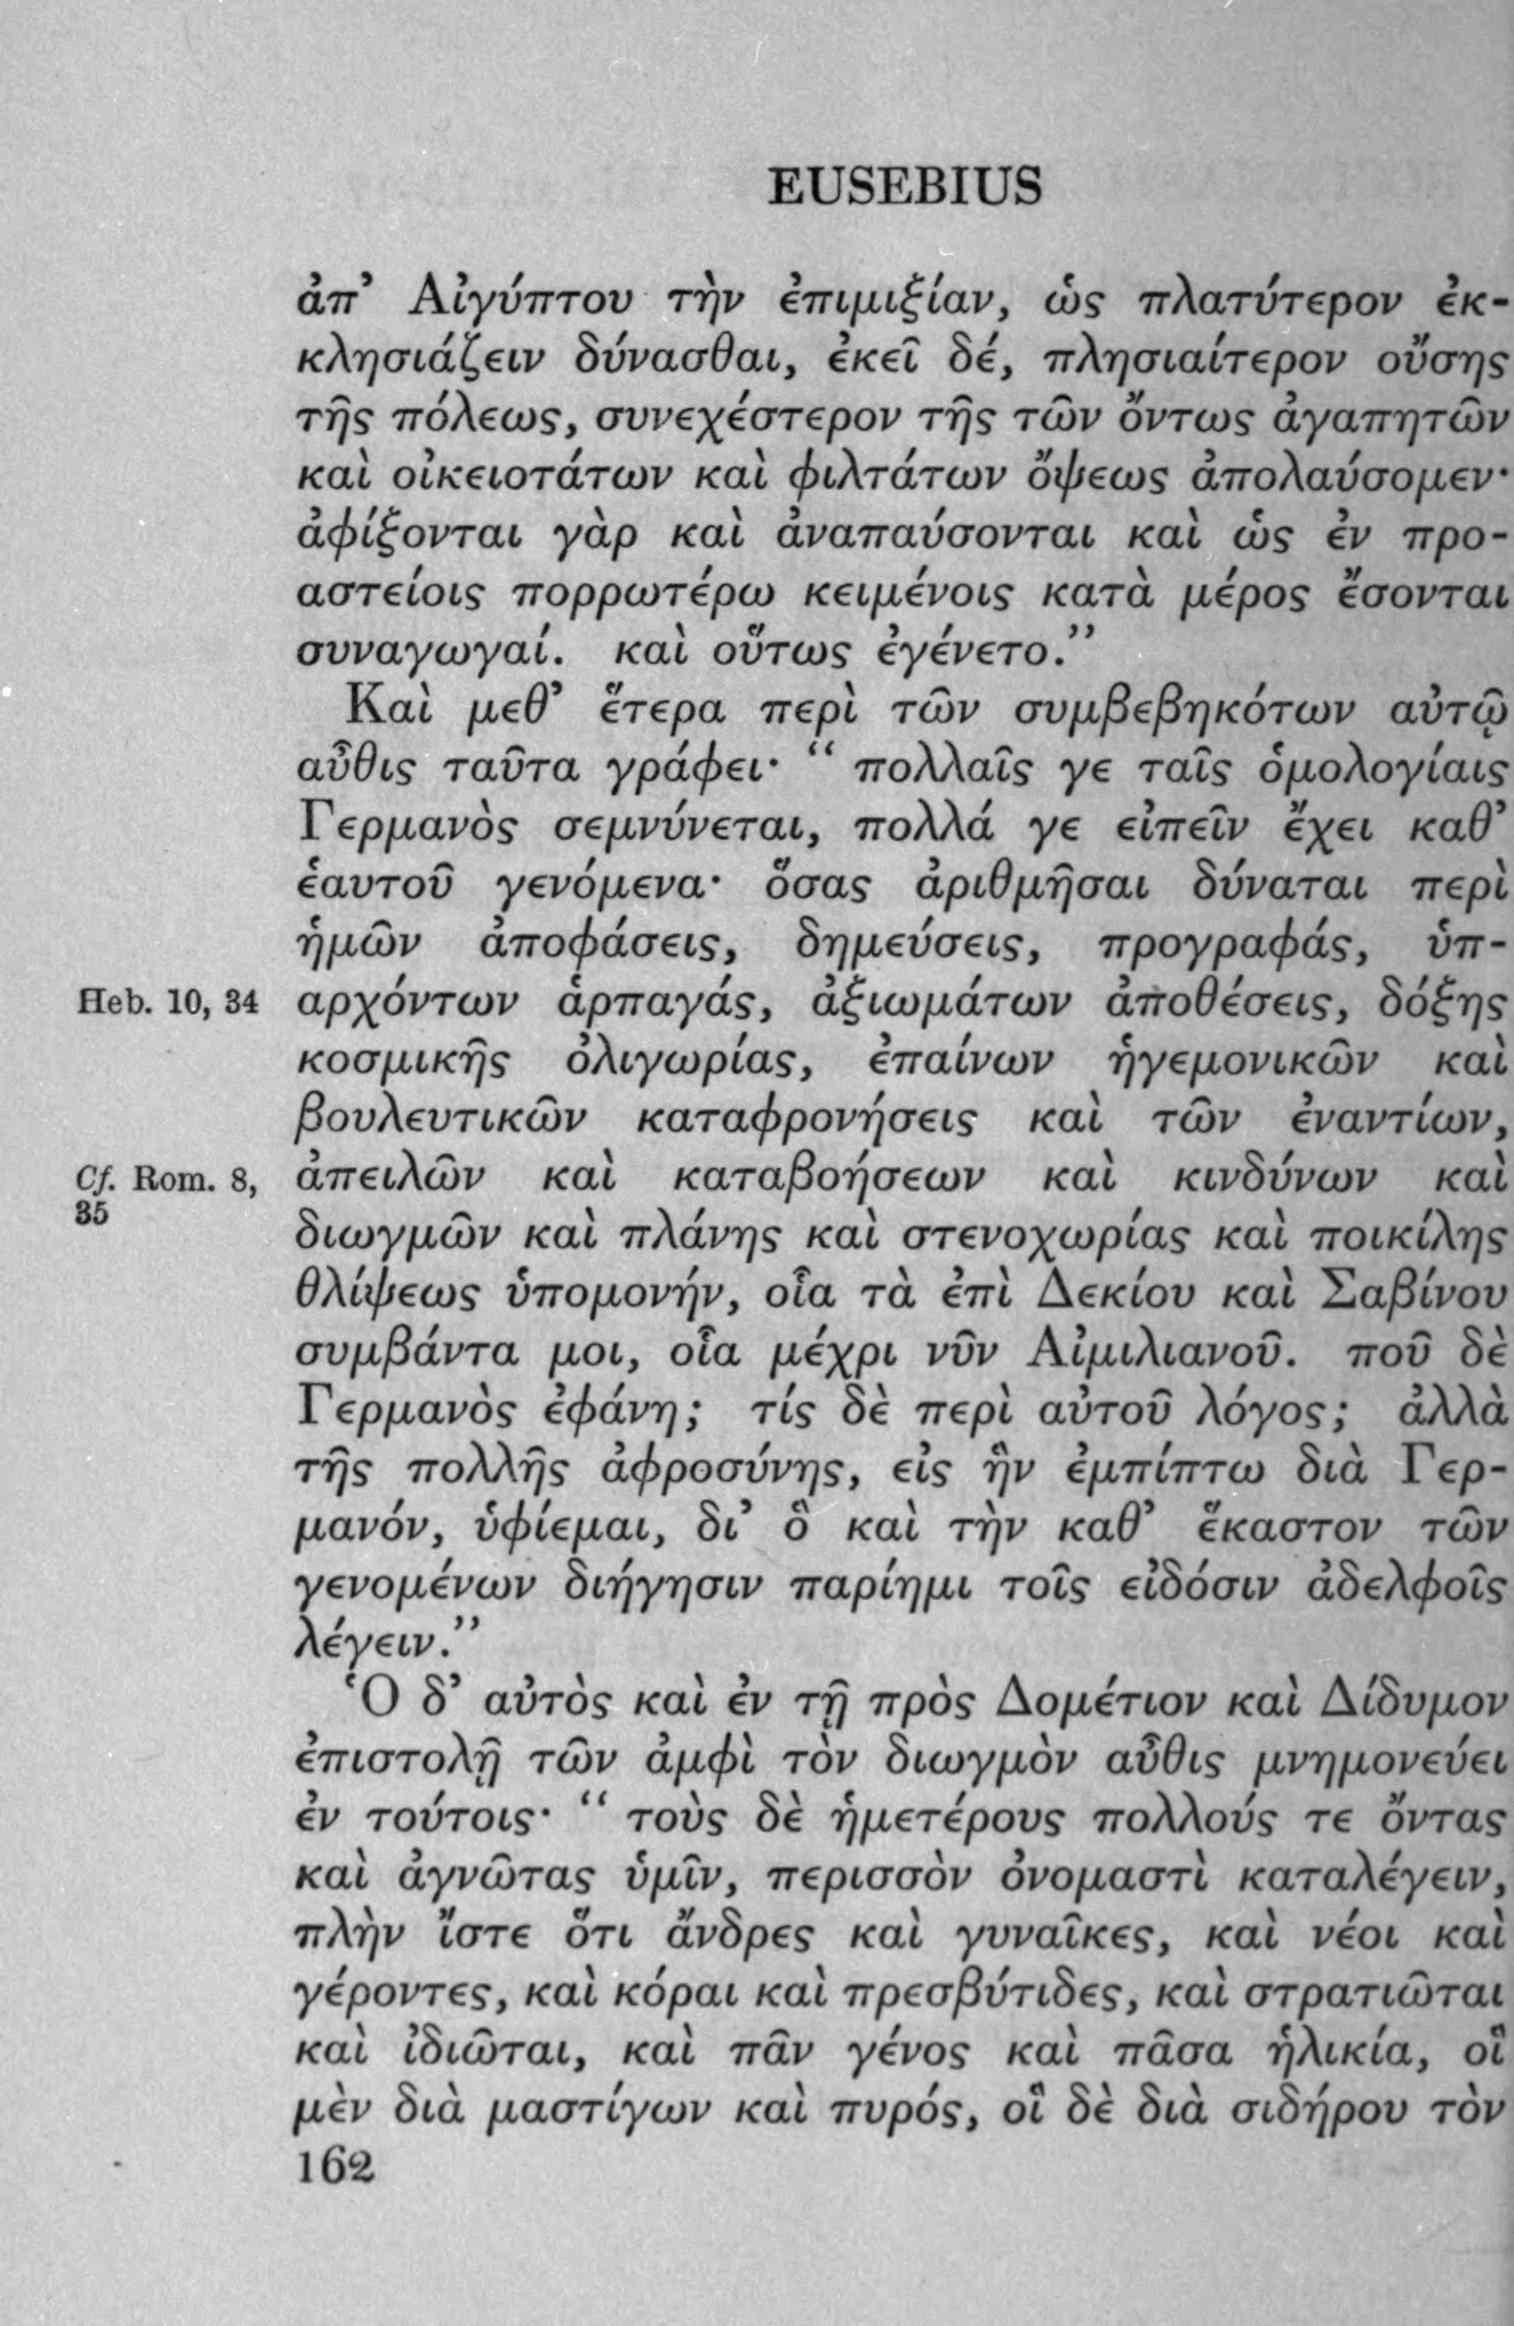 EUSEBIUS
ἀπ’ Αἰγύπτου τὴν ἐπιμιξίαν, ὡς πλατύτερον ἐκ-
κλησιάζειν δύνασθαι, ἐκεῖ δέ, πλησιαίτερον οὔσης
τῆς πόλεως, συνεχέστερον τῆς τῶν ὄντως ἀγαπητῶν
καὶ οἰκειοτάτων καὶ φιλτάτων ὄψεως ἀπολαύσομεν·
ἀφίξονται γὰρ καὶ ἀναπαύσονται καὶ ὡς ἐν προ-
αστείοις πορρωτέρω κειμένοις κατὰ μέρος ἔσονται
συναγωγαί. καὶ οὕτως ἐγένετο.”
Καὶ μεθ’ ἕτερα περὶ τῶν συμβεβηκότων αὐτῷ
αὖθις ταῦτα γράφει· “ πολλαῖς γε ταῖς ὁμολογίαις
Γερμανὸς σεμνύνεται, πολλά γε εἰπεῖν ἔχει καθ’
ἑαυτοῦ γενόμενα· ὅσας ἀριθμῆσαι δύναται περὶ
ἡμῶν ἀποφάσεις, δημεύσεις, προγραφάς, ὑπ-
Heb. 10, 34 αρχόντων ἁρπαγάς, ἀξιωμάτων ἀποθέσεις, δόξης
κοσμικῆς ὀλιγωρίας, ἐπαίνων ἡγεμονικῶν καὶ
βουλευτικῶν καταφρονήσεις καὶ τῶν ἐναντίων,
Cf. Rom. 8, ἀπειλῶν καὶ καταβοήσεων καὶ κινδύνων καὶ
35 διωγμῶν καὶ πλάνης καὶ στενοχωρίας καὶ ποικίλης
θλίψεως ὑπομονήν, οἷα τὰ ἐπὶ Δεκίου καὶ Σαβίνου
συμβάντα μοι, οἷα μέχρι νῦν Αἰμιλιανοῦ. ποῦ δὲ
Γερμανὸς ἐφάνη; τίς δὲ περὶ αὐτοῦ λόγος; ἀλλὰ
τῆς πολλῆς ἀφροσύνης, εἰς ἣν ἐμπίπτω διὰ Γερ-
μανόν, ὑφίεμαι, δι’ ὃ καὶ τὴν καθ’ ἕκαστον τῶν
γενομένων διήγησιν παρίημι τοῖς εἰδόσιν ἀδελφοῖς
λέγειν.”
Ὁ δ’ αὐτὸς καὶ ἐν τῇ πρὸς Δομέτιον καὶ Δίδυμον
ἐπιστολῇ τῶν ἀμφὶ τὸν διωγμὸν αὖθις μνημονεύει
ἐν τούτοις· “ τοὺς δὲ ἡμετέρους πολλούς τε ὄντας
καὶ ἀγνῶτας ὑμῖν, περισσὸν ὀνομαστὶ καταλέγειν,
πλὴν ἴστε ὅτι ἄνδρες καὶ γυναῖκες, καὶ νέοι καὶ
γέροντες, καὶ κόραι καὶ πρεσβύτιδες, καὶ στρατιῶται
καὶ ἰδιῶται, καὶ πᾶν γένος καὶ πᾶσα ἡλικία, οἳ
μὲν διὰ μαστίγων καὶ πυρός, οἳ δὲ διὰ σιδήρου τὸν
162